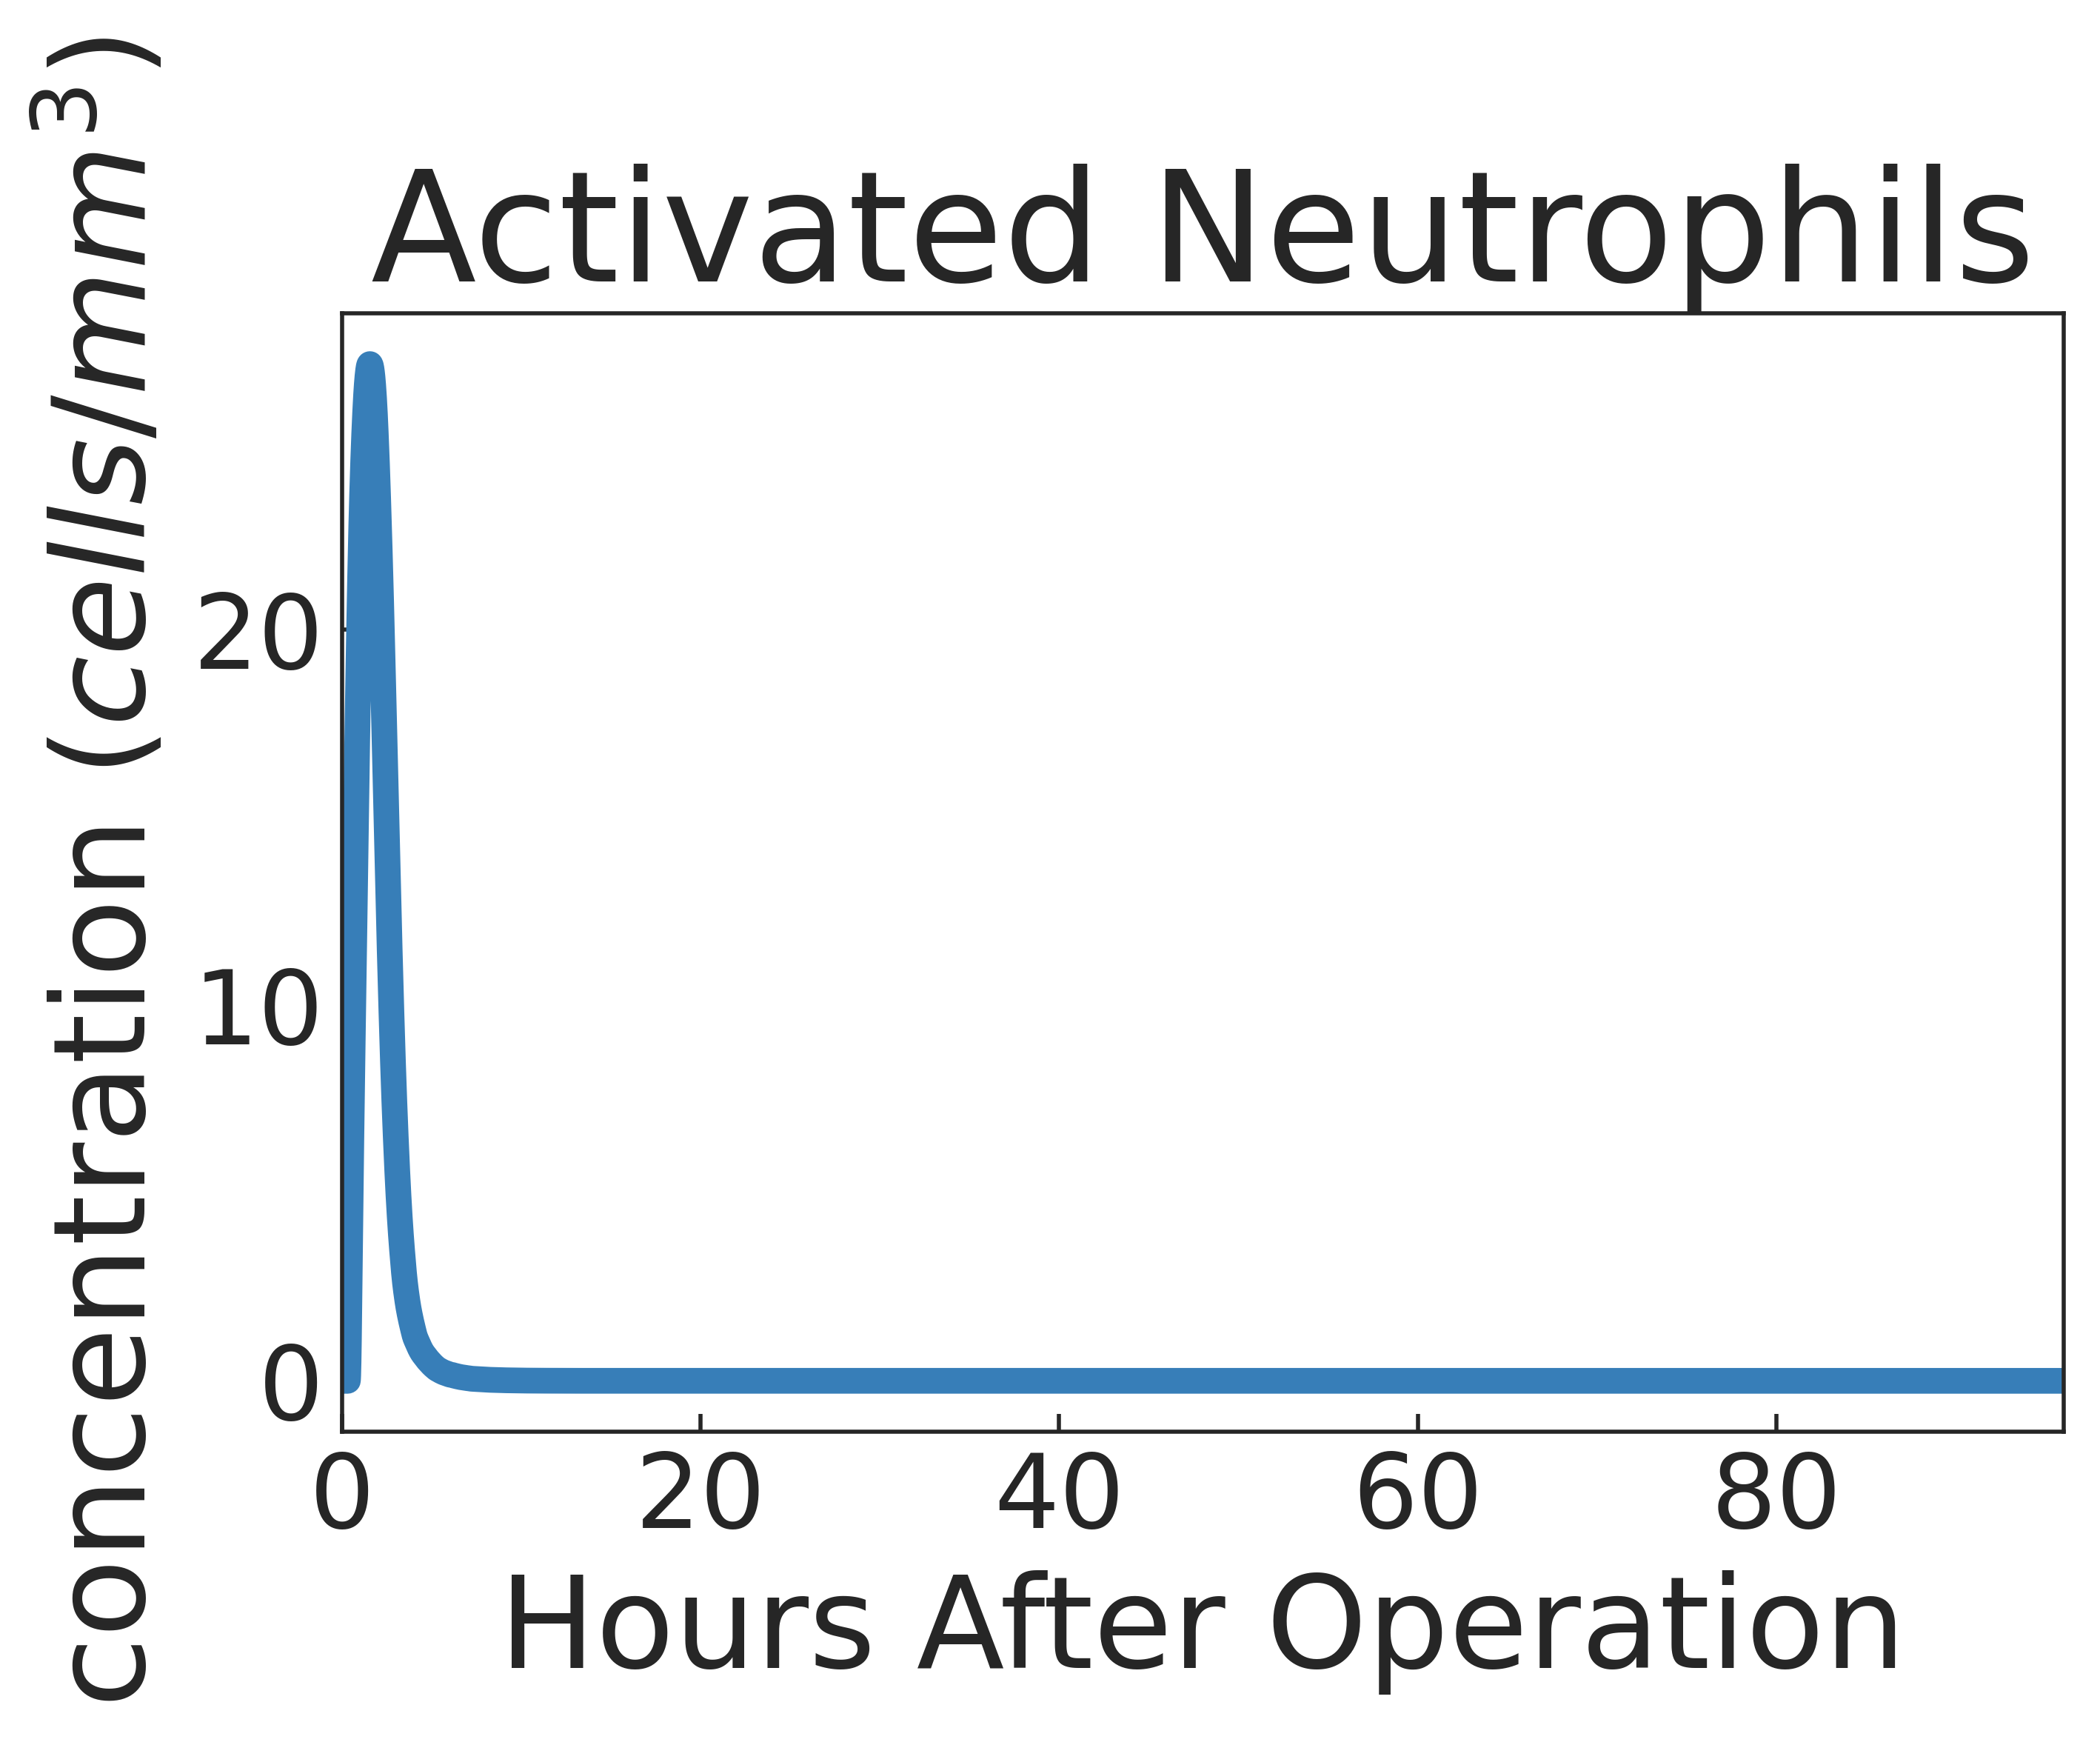 Activated Neutrophils
concentration (cells/mm³)
20
10
0
0 20 40 60 80
Hours After Operation